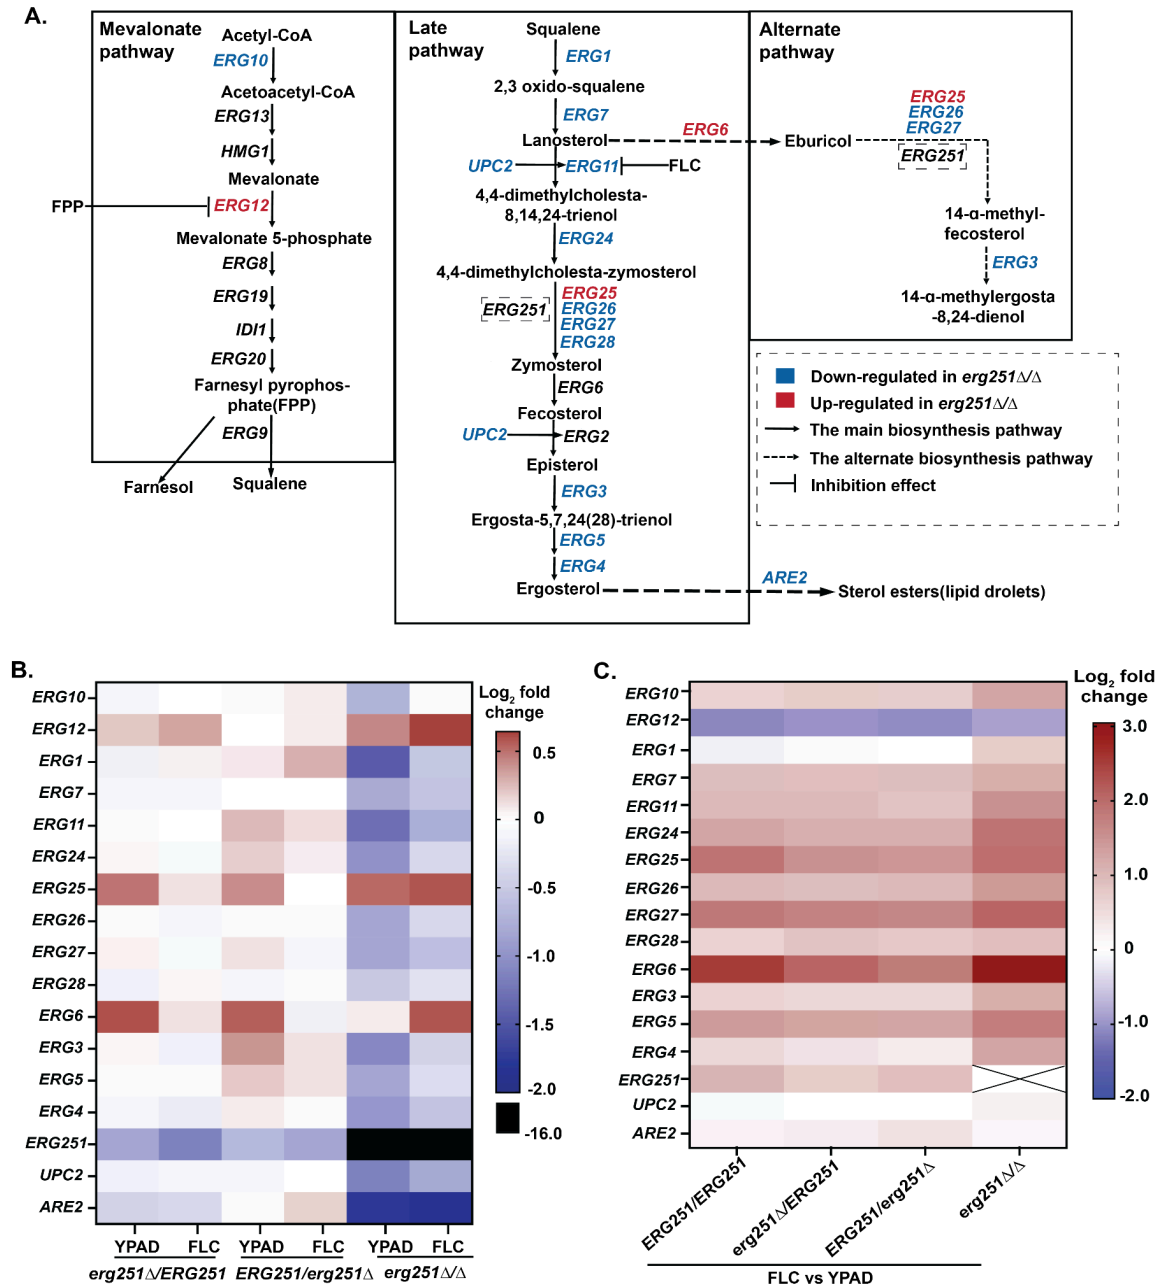 A.
Mevalonate
pathway
Acetyl-CoA
ERG10
Acetoacetyl-CoA
ERG13
HMG1
Mevalonate
FPP
ERG12
Mevalonate 5-phosphate
ERG8
ERG19
IDI1
ERG20
Farnesyl pyrophos-
phate(FPP)
ERG9
Farnesol
Squalene
Late
pathway
Squalene
ERG1
2,3 oxido-squalene
ERG7
Lanosterol
ERG6
UPC2
ERG11
FLC
4,4-dimethylcholesta-
8,14,24-trienol
ERG24
4,4-dimethylcholesta-zymosterol
ERG251
ERG25
ERG26
ERG27
ERG28
Zymosterol
ERG6
Fecosterol
UPC2
ERG2
Episterol
ERG3
Ergosta-5,7,24(28)-trienol
ERG5
ERG4
Ergosterol
ARE2
Sterol esters(lipid drolets)
Alternate
pathway
Eburicol
ERG25
ERG26
ERG27
ERG251
14-α-methyl-
fecosterol
ERG3
14-α-methylergosta
-8,24-dienol
Down-regulated in erg251Δ/Δ
Up-regulated in erg251Δ/Δ
The main biosynthesis pathway
The alternate biosynthesis pathway
Inhibition effect
B.
ERG10
ERG12
ERG1
ERG7
ERG11
ERG24
ERG25
ERG26
ERG27
ERG28
ERG6
ERG3
ERG5
ERG4
ERG251
UPC2
ARE2
YPAD FLC YPAD FLC YPAD FLC
erg251Δ/ERG251 ERG251/erg251Δ erg251Δ/Δ
Log2 fold
change
0.5
0
-0.5
-1.0
-1.5
-2.0
-16.0
C.
ERG10
ERG12
ERG1
ERG7
ERG11
ERG24
ERG25
ERG26
ERG27
ERG28
ERG6
ERG3
ERG5
ERG4
ERG251
UPC2
ARE2
ERG251/ERG251
erg251Δ/ERG251
ERG251/erg251Δ
erg251Δ/Δ
FLC vs YPAD
Log2 fold
change
3.0
2.0
1.0
0
-1.0
-2.0